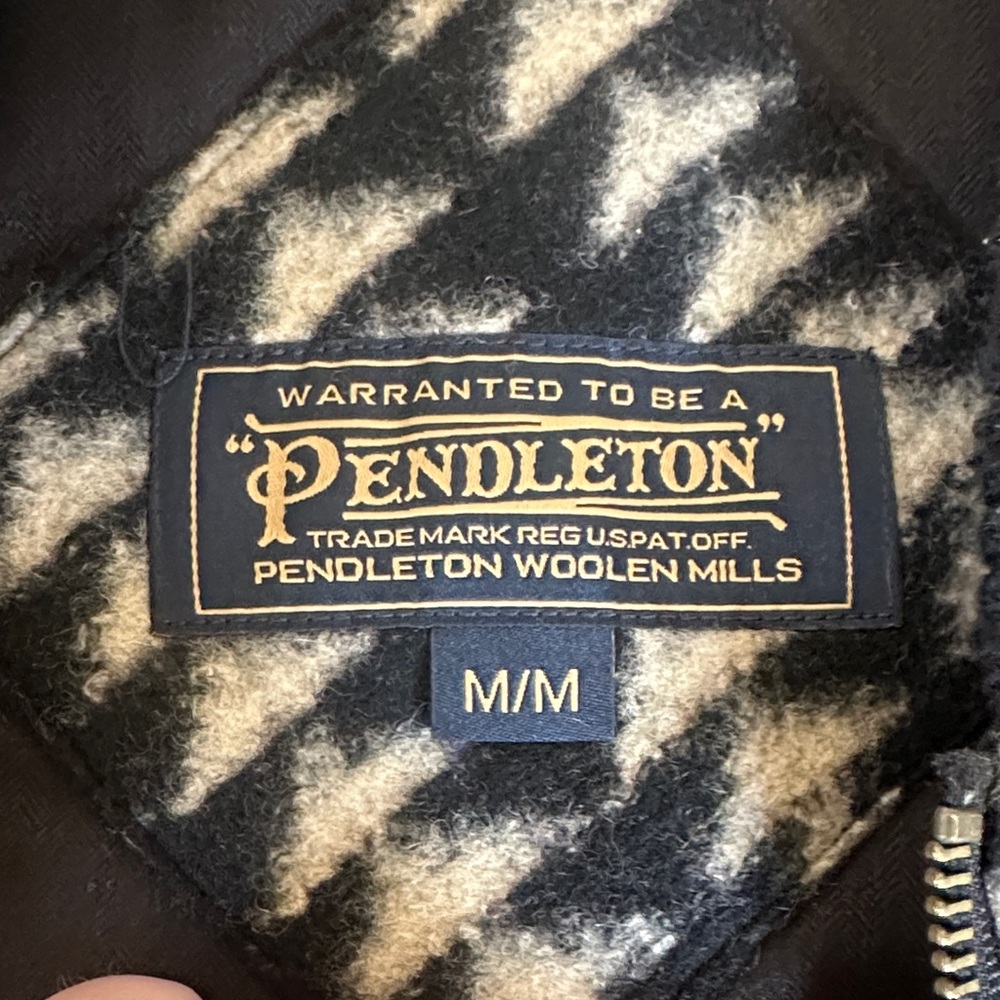 WARRANTED TO BE A
“PENDLETON”
TRADE MARK REG U.S.PAT.OFF.
PENDLETON WOOLEN MILLS
M/M